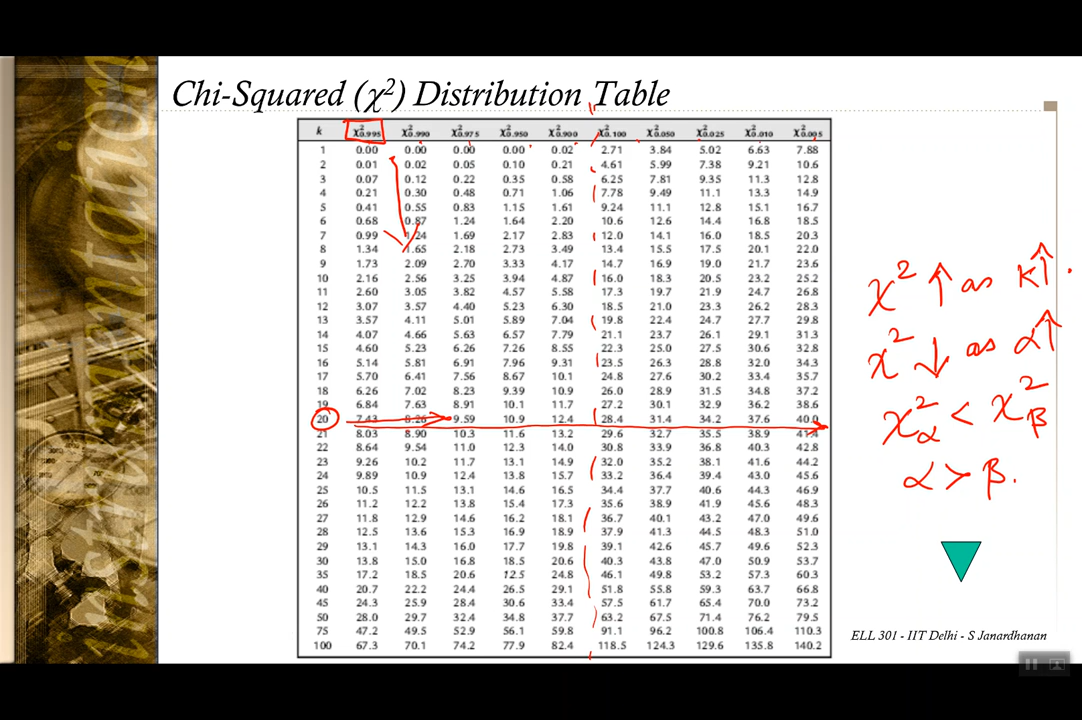 Chi-Squared (χ²) Distribution Table
k χ²0.995 χ²0.990 χ²0.975 χ²0.950 χ²0.900 χ²0.100 χ²0.050 χ²0.025 χ²0.010 χ²0.005
1 0.00 0.00 0.00 0.00 0.02 2.71 3.84 5.02 6.63 7.88
2 0.01 0.02 0.05 0.10 0.21 4.61 5.99 7.38 9.21 10.6
3 0.07 0.12 0.22 0.35 0.58 6.25 7.81 9.35 11.3 12.8
4 0.21 0.30 0.48 0.71 1.06 7.78 9.49 11.1 13.3 14.9
5 0.41 0.55 0.83 1.15 1.61 9.24 11.1 12.8 15.1 16.7
6 0.68 0.87 1.24 1.64 2.20 10.6 12.6 14.4 16.8 18.5
7 0.99 1.24 1.69 2.17 2.83 12.0 14.1 16.0 18.5 20.3
8 1.34 1.65 2.18 2.73 3.49 13.4 15.5 17.5 20.1 22.0
9 1.73 2.09 2.70 3.33 4.17 14.7 16.9 19.0 21.7 23.6
10 2.16 2.56 3.25 3.94 4.87 16.0 18.3 20.5 23.2 25.2
11 2.60 3.05 3.82 4.57 5.58 17.3 19.7 21.9 24.7 26.8
12 3.07 3.57 4.40 5.23 6.30 18.5 21.0 23.3 26.2 28.3
13 3.57 4.11 5.01 5.89 7.04 19.8 22.4 24.7 27.7 29.8
14 4.07 4.66 5.63 6.57 7.79 21.1 23.7 26.1 29.1 31.3
15 4.60 5.23 6.26 7.26 8.55 22.3 25.0 27.5 30.6 32.8
16 5.14 5.81 6.91 7.96 9.31 23.5 26.3 28.8 32.0 34.3
17 5.70 6.41 7.56 8.67 10.1 24.8 27.6 30.2 33.4 35.7
18 6.26 7.02 8.23 9.39 10.9 26.0 28.9 31.5 34.8 37.2
19 6.84 7.63 8.91 10.1 11.7 27.2 30.1 32.9 36.2 38.6
20 7.43 8.26 9.59 10.9 12.4 28.4 31.4 34.2 37.6 40.0
21 8.03 8.90 10.3 11.6 13.2 29.6 32.7 35.5 38.9 41.4
22 8.64 9.54 11.0 12.3 14.0 30.8 33.9 36.8 40.3 42.8
23 9.26 10.2 11.7 13.1 14.9 32.0 35.2 38.1 41.6 44.2
24 9.89 10.9 12.4 13.8 15.7 33.2 36.4 39.4 43.0 45.6
25 10.5 11.5 13.1 14.6 16.5 34.4 37.7 40.6 44.3 46.9
26 11.2 12.2 13.8 15.4 17.3 35.6 38.9 41.9 45.6 48.3
27 11.8 12.9 14.6 16.2 18.1 36.7 40.1 43.2 47.0 49.6
28 12.5 13.6 15.3 16.9 18.9 37.9 41.3 44.5 48.3 51.0
29 13.1 14.3 16.0 17.7 19.8 39.1 42.6 45.7 49.6 52.3
30 13.8 15.0 16.8 18.5 20.6 40.3 43.8 47.0 50.9 53.7
35 17.2 18.5 20.6 12.5 24.8 46.1 49.8 53.2 57.3 60.3
40 20.7 22.2 24.4 26.5 29.1 51.8 55.8 59.3 63.7 66.8
45 24.3 25.9 28.4 30.6 33.4 57.5 61.7 65.4 70.0 73.2
50 28.0 29.7 32.4 34.8 37.7 63.2 67.5 71.4 76.2 79.5
75 47.2 49.5 52.9 56.1 59.8 91.1 96.2 100.8 106.4 110.3
100 67.3 70.1 74.2 77.9 82.4 118.5 124.3 129.6 135.8 140.2
χ² ↑ as k↑.
χ² ↓ as α↑
χ²α < χ²β
α > β.
ELL 301 - IIT Delhi - S Janardhanan